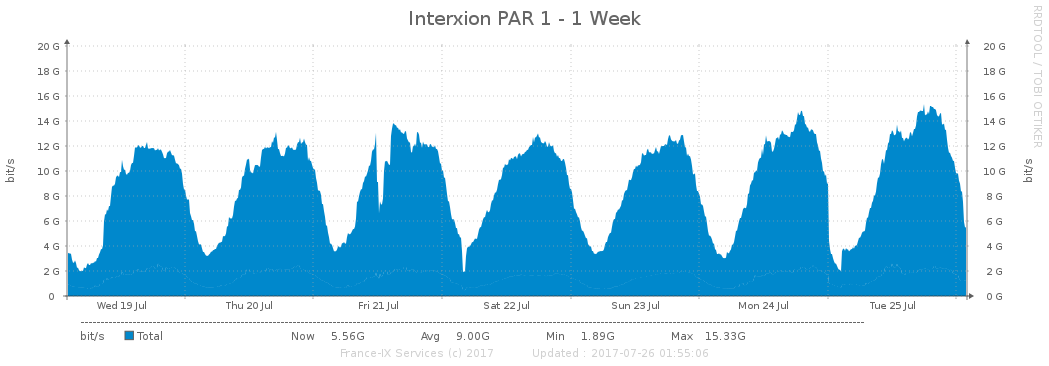 Interxion PAR 1 - 1 Week
RRDTOOL / TOBI OETIKER
bit/s
20 G 20 G
18 G 18 G
16 G 16 G
14 G 14 G
12 G 12 G
10 G 10 G
8 G 8 G
6 G 6 G
4 G 4 G
2 G 2 G
0 0 G
bit/s
Wed 19 Jul Thu 20 Jul Fri 21 Jul Sat 22 Jul Sun 23 Jul Mon 24 Jul Tue 25 Jul
bit/s Total Now 5.56G Avg 9.00G Min 1.89G Max 15.33G
France-IX Services (c) 2017 Updated : 2017-07-26 01:55:06